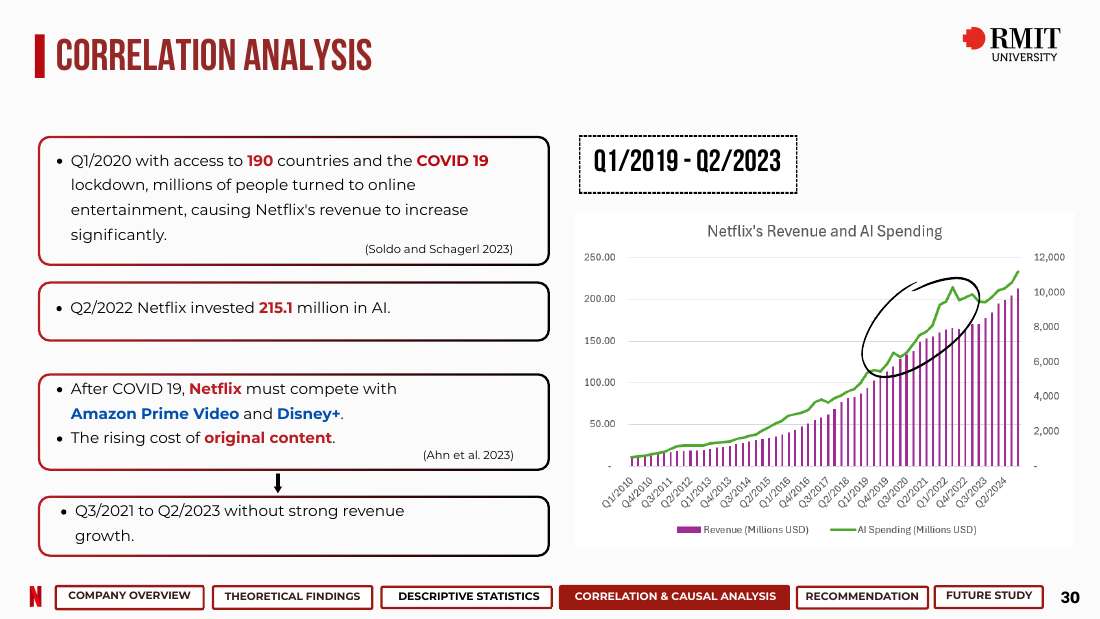 CORRELATION ANALYSIS
RMIT
UNIVERSITY
• Q1/2020 with access to 190 countries and the COVID 19
lockdown, millions of people turned to online
entertainment, causing Netflix's revenue to increase
significantly.
(Soldo and Schagerl 2023)
• Q2/2022 Netflix invested 215.1 million in AI.
• After COVID 19, Netflix must compete with
Amazon Prime Video and Disney+.
• The rising cost of original content.
(Ahn et al. 2023)
• Q3/2021 to Q2/2023 without strong revenue
growth.
Q1/2019 - Q2/2023
Netflix's Revenue and AI Spending
250.00
200.00
150.00
100.00
50.00
-
12,000
10,000
8,000
6,000
4,000
2,000
-
Q1/2010
Q4/2010
Q3/2011
Q2/2012
Q1/2013
Q4/2013
Q3/2014
Q2/2015
Q1/2016
Q4/2016
Q3/2017
Q2/2018
Q1/2019
Q4/2019
Q3/2020
Q2/2021
Q1/2022
Q4/2022
Q3/2023
Q2/2024
Revenue (Millions USD)
AI Spending (Millions USD)
N
COMPANY OVERVIEW
THEORETICAL FINDINGS
DESCRIPTIVE STATISTICS
CORRELATION & CAUSAL ANALYSIS
RECOMMENDATION
FUTURE STUDY
30